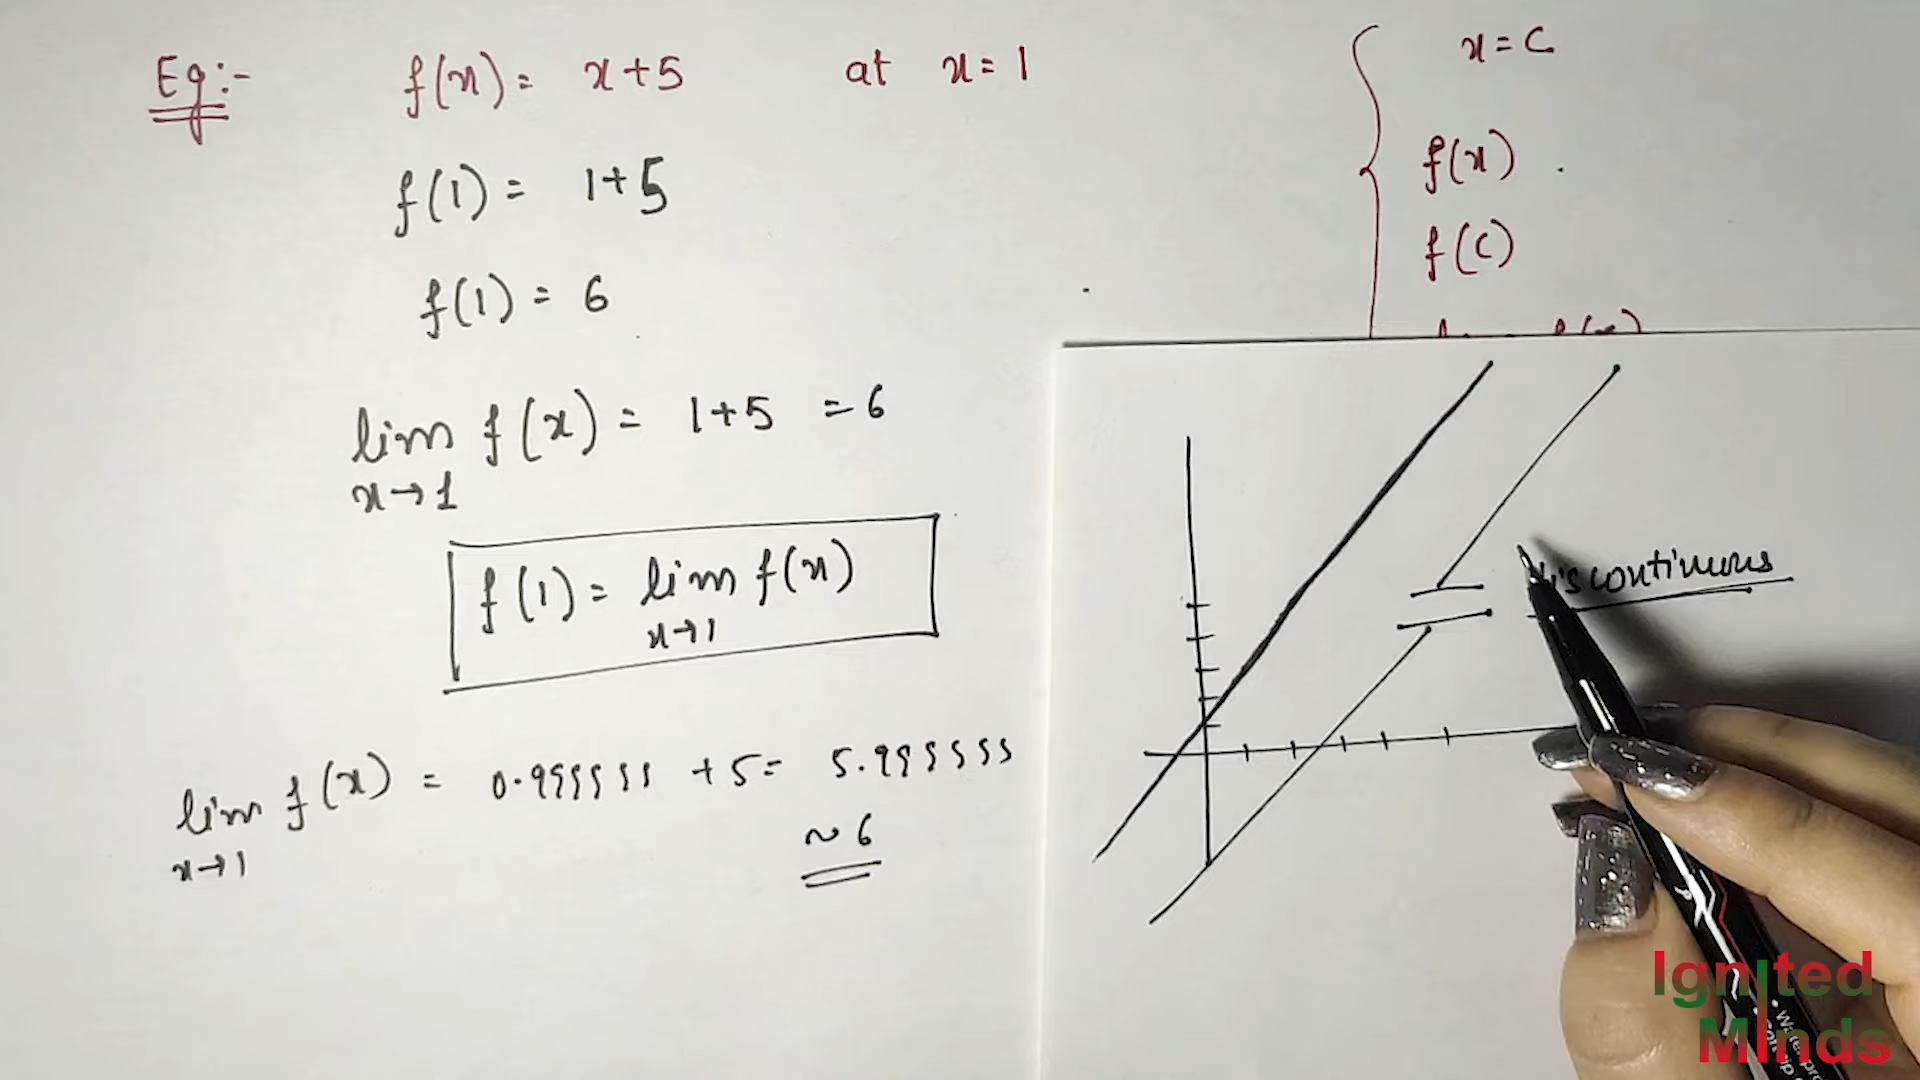 Eg:- f(x) = x+5 at x=1
f(1) = 1+5
f(1) = 6
lim f(x) = 1+5 = 6
x→1
f(1) = lim f(x)
x→1
lim f(x) = 0.999999 + 5 = 5.999999
x→1
~ 6
x=c
f(x) .
f(c)
Ignited
Minds